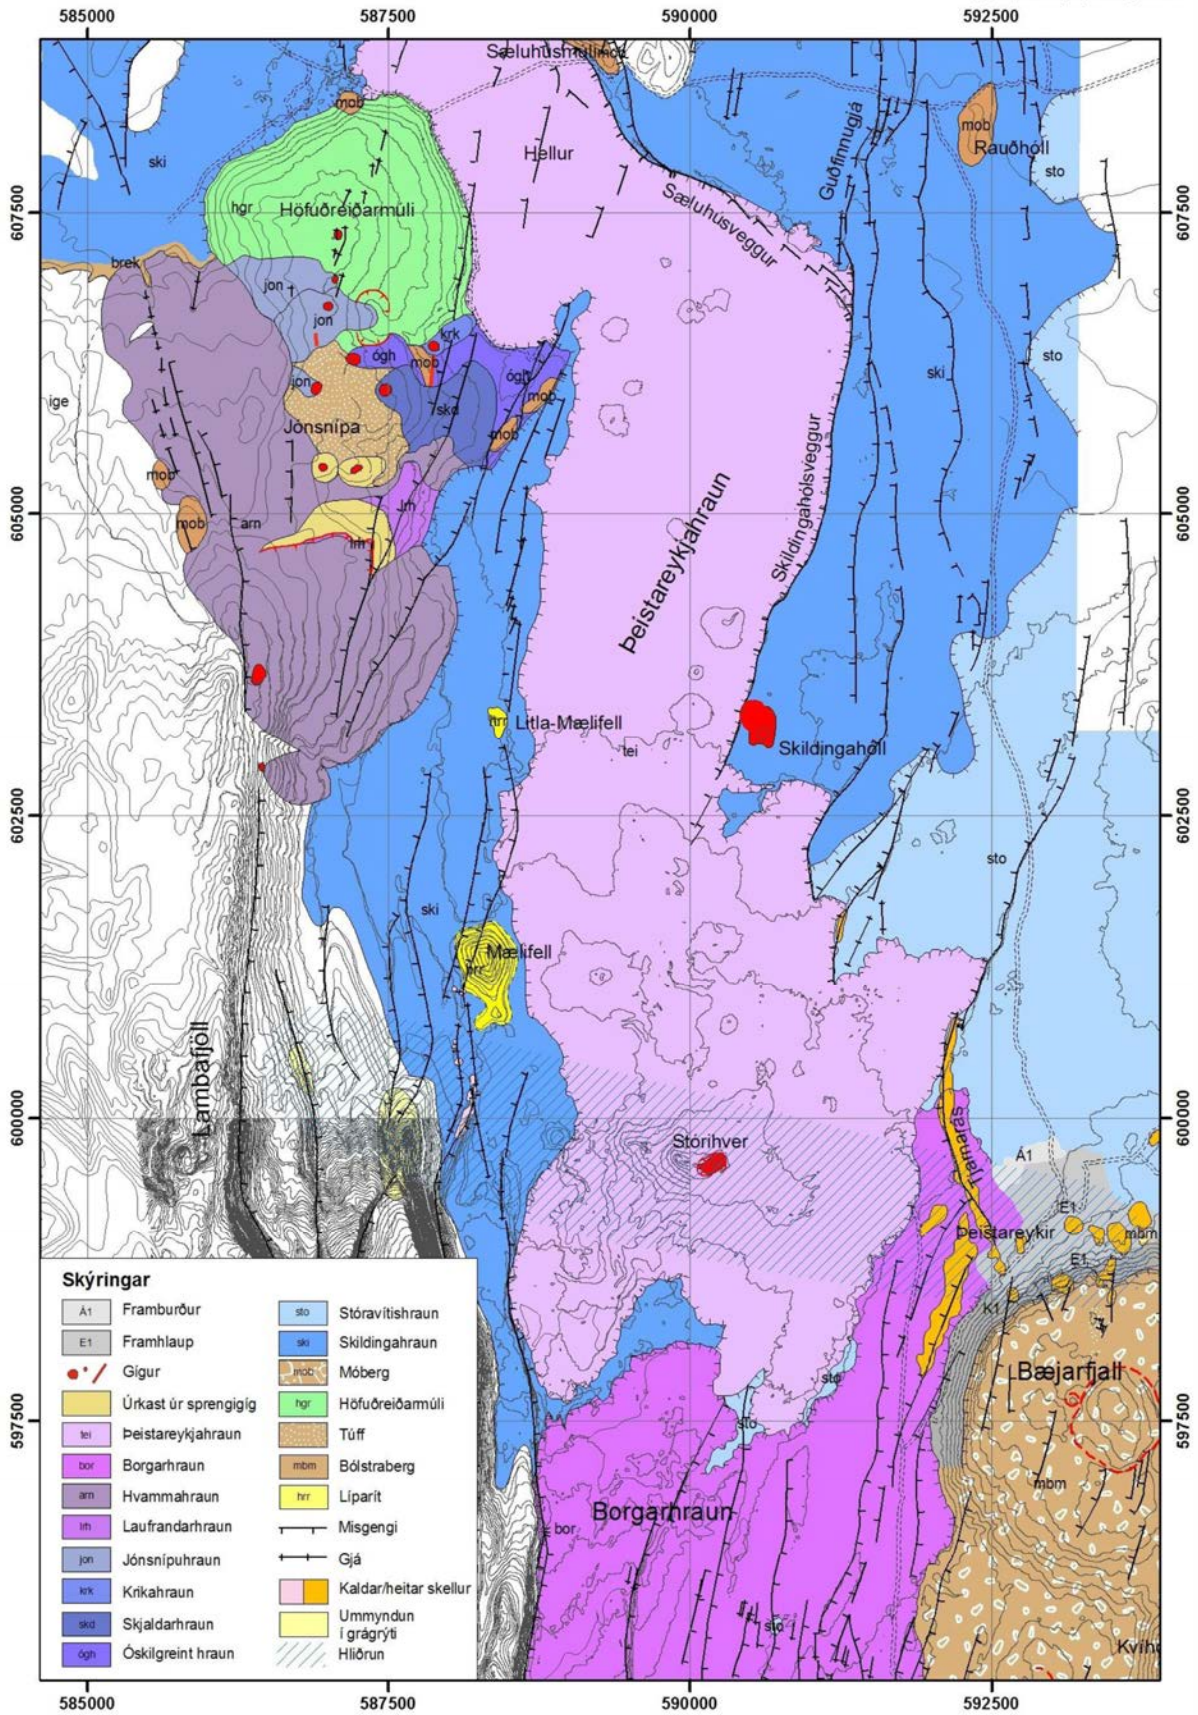 585000 587500 590000 592500
Sæluhúsmúli
mob
mob
mob
Rauðhóll
Hellur
ski
sto
Guðfinnugjá
607500
hgr
Höfuðreiðarmúli
Sæluhusveggur
607500
brek
jon
jon
krk
sto
ógh
mob
ógh
ski
jon
mob
ige
skd
Jónsnípa
mob
mob
Skildingahólsveggur
605000
lrh
605000
mob
arn
lrh
Þeistareykjahraun
hrr
Litla-Mælifell
tei
Skildingahóll
602500
602500
sto
ski
Mælifell
hrr
Lambafjöll
600000
600000
Stórihver
Tjarnarás
Á1
E1
Þeistareykir
mbm
E1
K1
Bæjarfjall
sto
597500
sto
597500
mbm
Borgarhraun
bor
sto
Kvíh
Skýringar
Á1 Framburður
E1 Framhlaup
Gígur
Úrkast úr sprengigíg
tei Þeistareykjahraun
bor Borgarhraun
arn Hvammahraun
lrh Laufrandarhraun
jon Jónsnípuhraun
krk Krikahraun
skd Skjaldarhraun
ógh Óskilgreint hraun
sto Stóravítishraun
ski Skildingahraun
mob Móberg
hgr Höfuðreiðarmúli
Túff
mbm Bólstraberg
hrr Líparít
Misgengi
Gjá
Kaldar/heitar skellur
Ummyndun
í grágrýti
Hliðrun
585000 587500 590000 592500